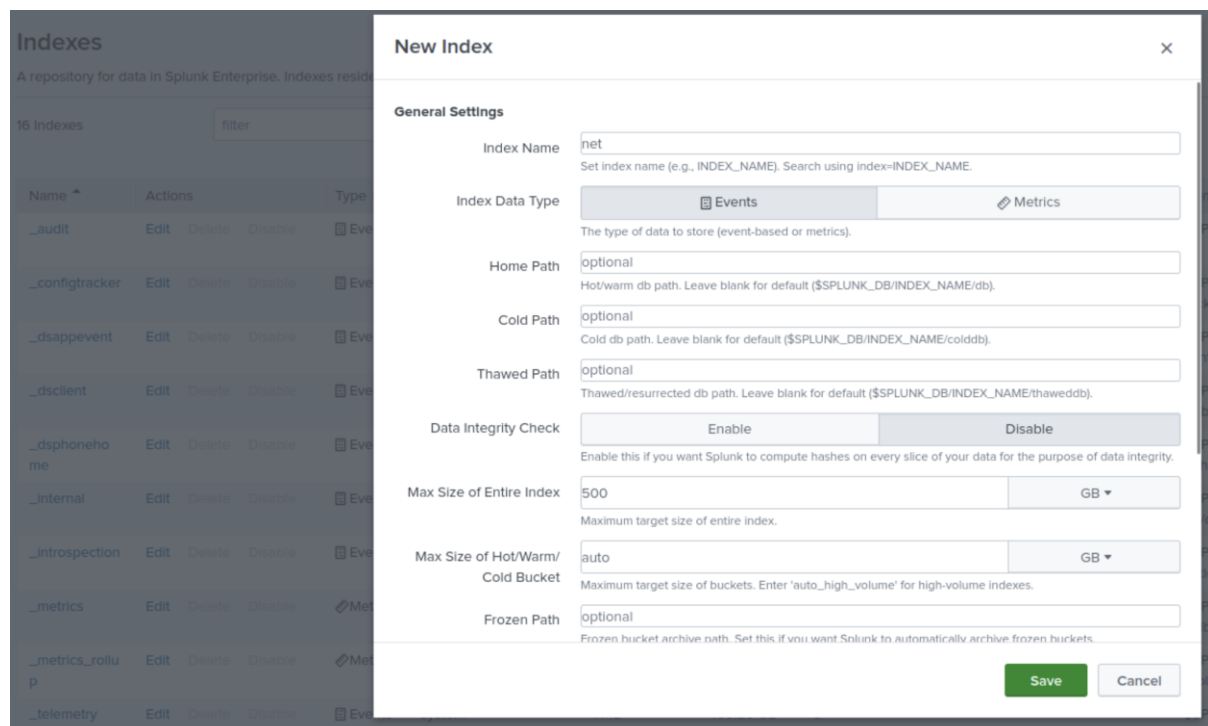 Indexes
A repository for data in Splunk Enterprise. Indexes reside
16 Indexes
filter
Name
Actions
Type
_audit
Edit Delete Disable
Eve
_configtracker
Edit Delete Disable
Eve
_dsappevent
Edit Delete Disable
Eve
_dsclient
Edit Delete Disable
Eve
_dsphoneho
me
Edit Delete Disable
Eve
_internal
Edit Delete Disable
Eve
_introspection
Edit Delete Disable
Eve
_metrics
Edit Delete Disable
Met
_metrics_rollu
p
Edit Delete Disable
Met
_telemetry
Edit Delete Disable
New Index
General Settings
Index Name
net
Set index name (e.g., INDEX_NAME). Search using index=INDEX_NAME.
Index Data Type
Events
Metrics
The type of data to store (event-based or metrics).
Home Path
optional
Hot/warm db path. Leave blank for default ($SPLUNK_DB/INDEX_NAME/db).
Cold Path
optional
Cold db path. Leave blank for default ($SPLUNK_DB/INDEX_NAME/colddb).
Thawed Path
optional
Thawed/resurrected db path. Leave blank for default ($SPLUNK_DB/INDEX_NAME/thaweddb).
Data Integrity Check
Enable
Disable
Enable this if you want Splunk to compute hashes on every slice of your data for the purpose of data integrity.
Max Size of Entire Index
500
GB
Maximum target size of entire index.
Max Size of Hot/Warm/
Cold Bucket
auto
GB
Maximum target size of buckets. Enter 'auto_high_volume' for high-volume indexes.
Frozen Path
optional
Frozen bucket archive path. Set this if you want Splunk to automatically archive frozen buckets.
Save
Cancel